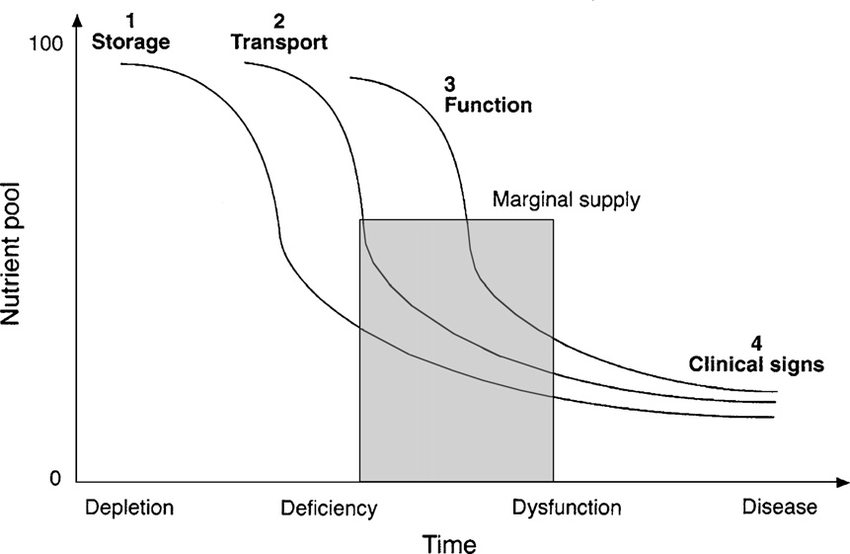 1
Storage
2
Transport
3
Function
100
Marginal supply
Nutrient pool
4
Clinical signs
0
Depletion
Deficiency
Dysfunction
Disease
Time